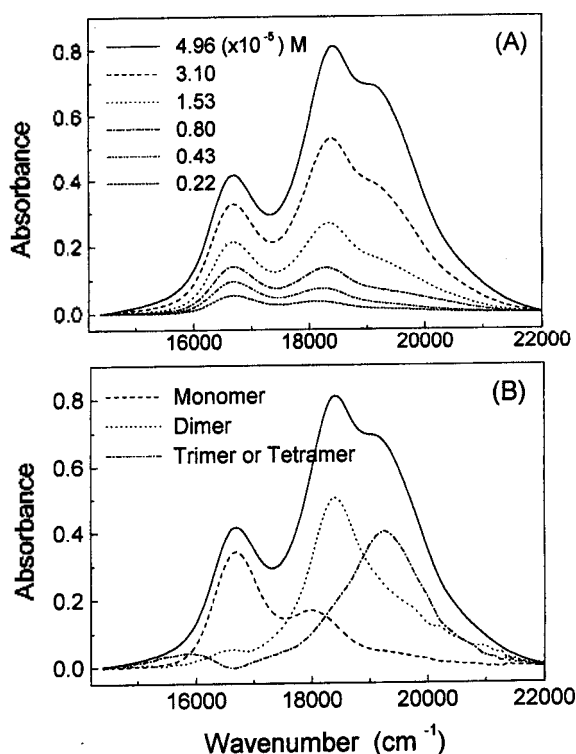 (A)
4.96 (x10⁻⁵) M
3.10
1.53
0.80
0.43
0.22
Absorbance
0.8
0.6
0.4
0.2
0.0
16000 18000 20000 22000
(B)
Monomer
Dimer
Trimer or Tetramer
Absorbance
0.8
0.6
0.4
0.2
0.0
16000 18000 20000 22000
Wavenumber (cm⁻¹)